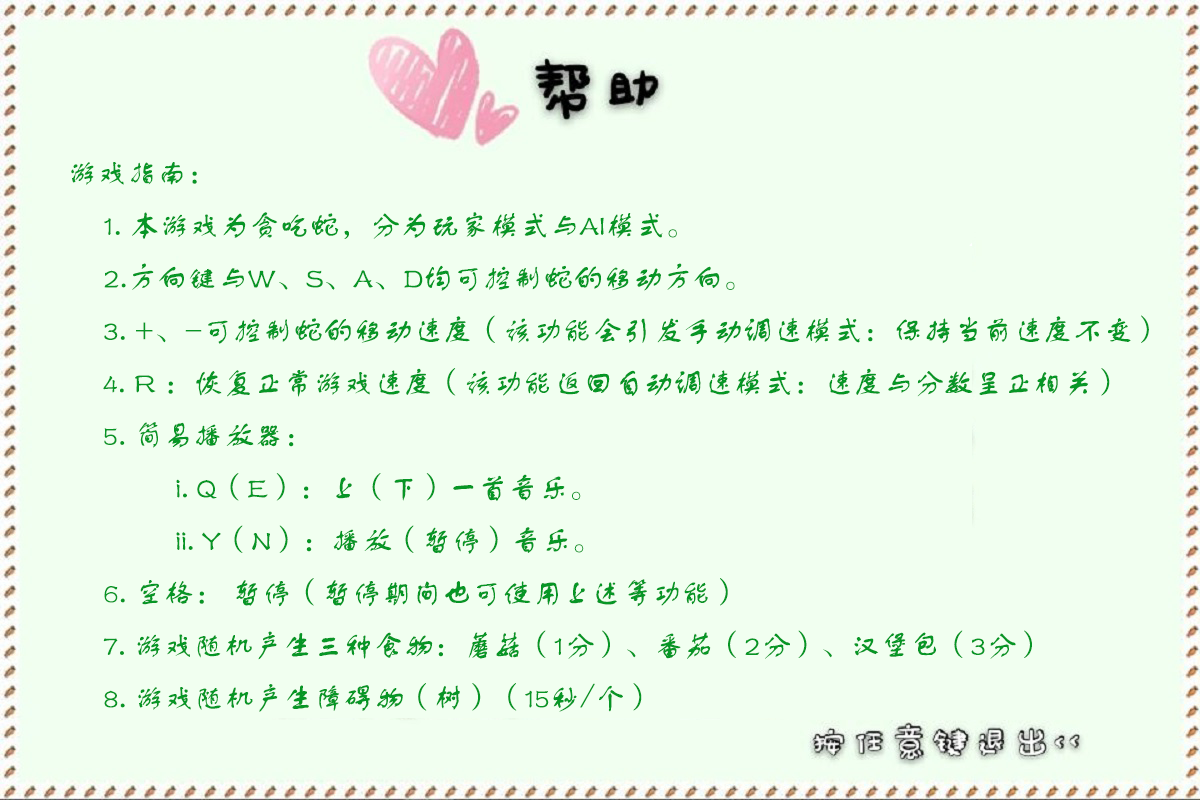 帮助
游戏指南：
1. 本游戏为贪吃蛇，分为玩家模式与AI模式。
2.方向键与W、S、A、D均可控制蛇的移动方向。
3. +、-可控制蛇的移动速度（该功能会引发手动调速模式：保持当前速度不变）
4. R ：恢复正常游戏速度（该功能返回自动调速模式：速度与分数呈正相关）
5. 简易播放器：
i. Q（E）：上（下）一首音乐。
ii. Y（N）：播放（暂停）音乐。
6. 空格： 暂停（暂停期间也可使用上述等功能）
7. 游戏随机产生三种食物：蘑菇（1分）、番茄（2分）、汉堡包（3分）
8. 游戏随机产生障碍物（树）（15秒/个）
按任意键退出<<